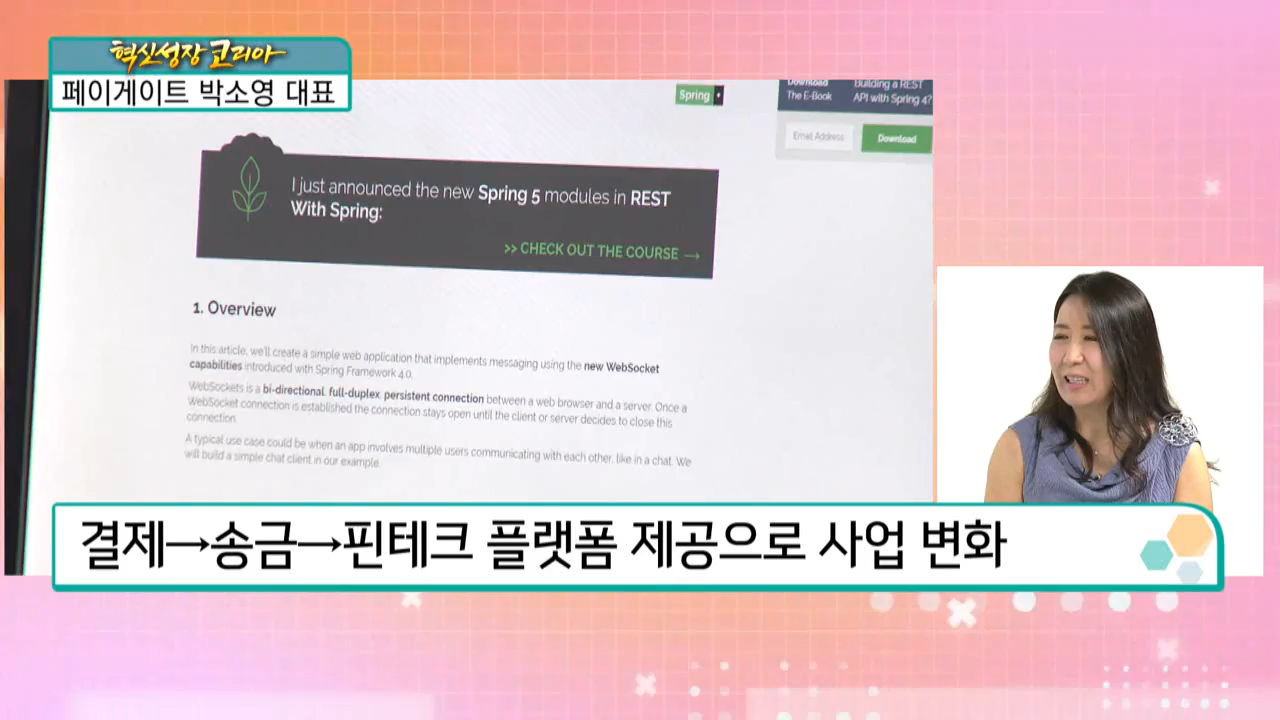 혁신성장 코리아
페이게이트 박소영 대표
Spring +
Download
The E-Book
Building a REST
API with Spring 4?
Email Address
Download
I just announced the new Spring 5 modules in REST
With Spring:
>> CHECK OUT THE COURSE →
1. Overview
In this article, we'll create a simple web application that implements messaging using the new WebSocket
capabilities introduced with Spring Framework 4.0.
WebSockets is a bi-directional, full-duplex, persistent connection between a web browser and a server. Once a
WebSocket connection is established the connection stays open until the client or server decides to close this
connection.
A typical use case could be when an app involves multiple users communicating with each other, like in a chat. We
will build a simple chat client in our example.
결제→송금→핀테크 플랫폼 제공으로 사업 변화